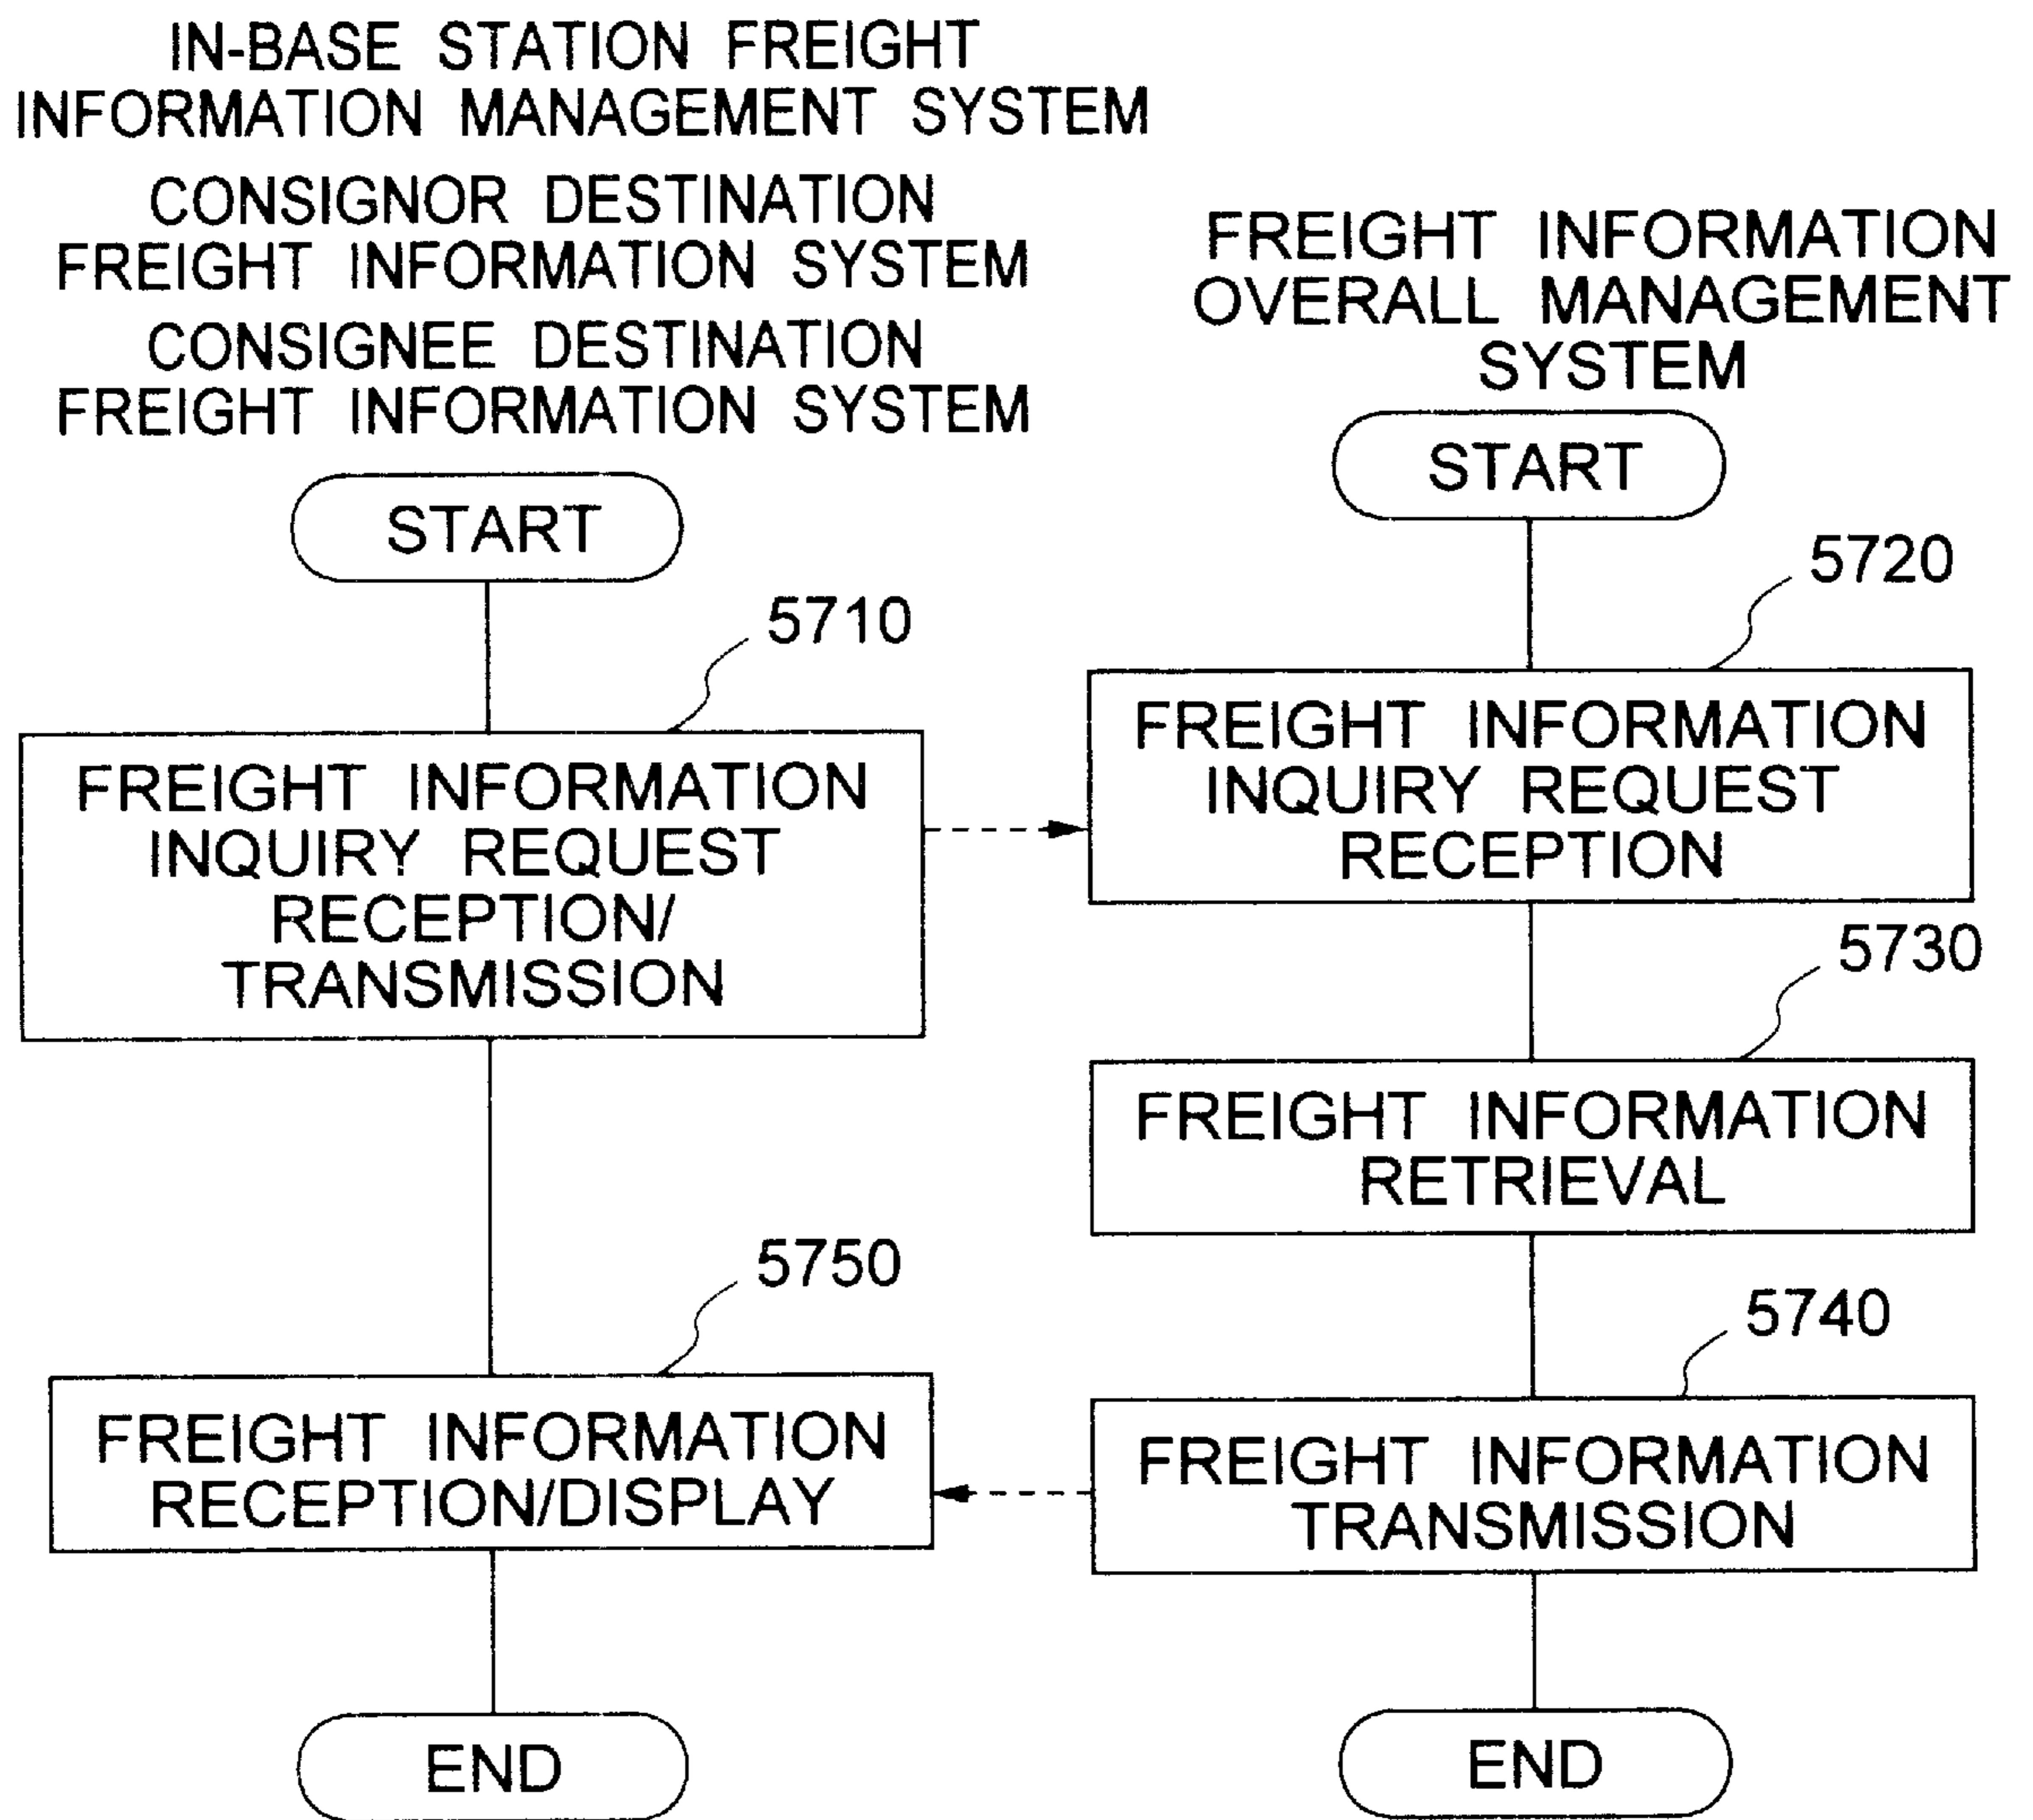 IN-BASE STATION FREIGHT
INFORMATION MANAGEMENT SYSTEM
CONSIGNOR DESTINATION
FREIGHT INFORMATION SYSTEM
CONSIGNEE DESTINATION
FREIGHT INFORMATION SYSTEM
START
5710
FREIGHT INFORMATION
INQUIRY REQUEST
RECEPTION/
TRANSMISSION
5750
FREIGHT INFORMATION
RECEPTION/DISPLAY
END
FREIGHT INFORMATION
OVERALL MANAGEMENT
SYSTEM
START
5720
FREIGHT INFORMATION
INQUIRY REQUEST
RECEPTION
5730
FREIGHT INFORMATION
RETRIEVAL
5740
FREIGHT INFORMATION
TRANSMISSION
END